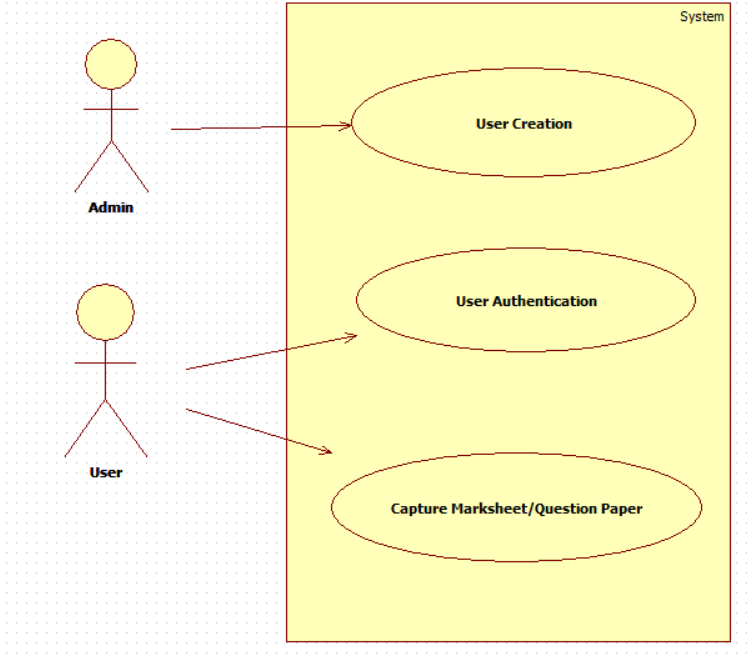 System
User Creation
Admin
User Authentication
User
Capture Marksheet/Question Paper